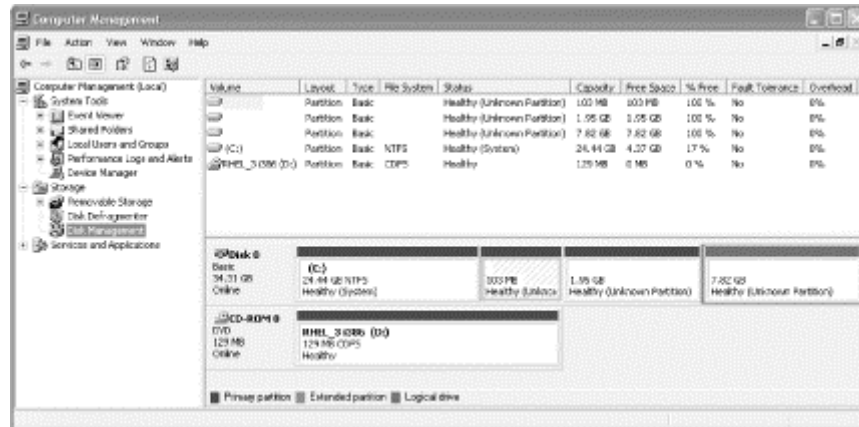 Computer Management
File Action View Window Help
Computer Management (Local)
System Tools
Event Viewer
Shared Folders
Local Users and Groups
Performance Logs and Alerts
Device Manager
Storage
Removable Storage
Disk Defragmenter
Disk Management
Services and Applications
Volume Layout Type File System Status Capacity Free Space % Free Fault Tolerance Overhead
Partition Basic Healthy (Unknown Partition) 103 MB 103 MB 100 % No 0%
Partition Basic Healthy (Unknown Partition) 1.95 GB 1.95 GB 100 % No 0%
Partition Basic Healthy (Unknown Partition) 7.82 GB 7.82 GB 100 % No 0%
(C:) Partition Basic NTFS Healthy (System) 24.44 GB 4.37 GB 17 % No 0%
RHEL_3 i386 (D:) Partition Basic CDFS Healthy 129 MB 0 MB 0 % No 0%
Disk 0
Basic
34.31 GB
Online
(C:)
24.44 GB NTFS
Healthy (System)
103 MB
Healthy (Unknow
1.95 GB
Healthy (Unknown Partition)
7.82 GB
Healthy (Unknown Partition)
CD-ROM 0
DVD
129 MB
Online
RHEL_3 i386 (D:)
129 MB CDFS
Healthy
Primary partition Extended partition Logical drive